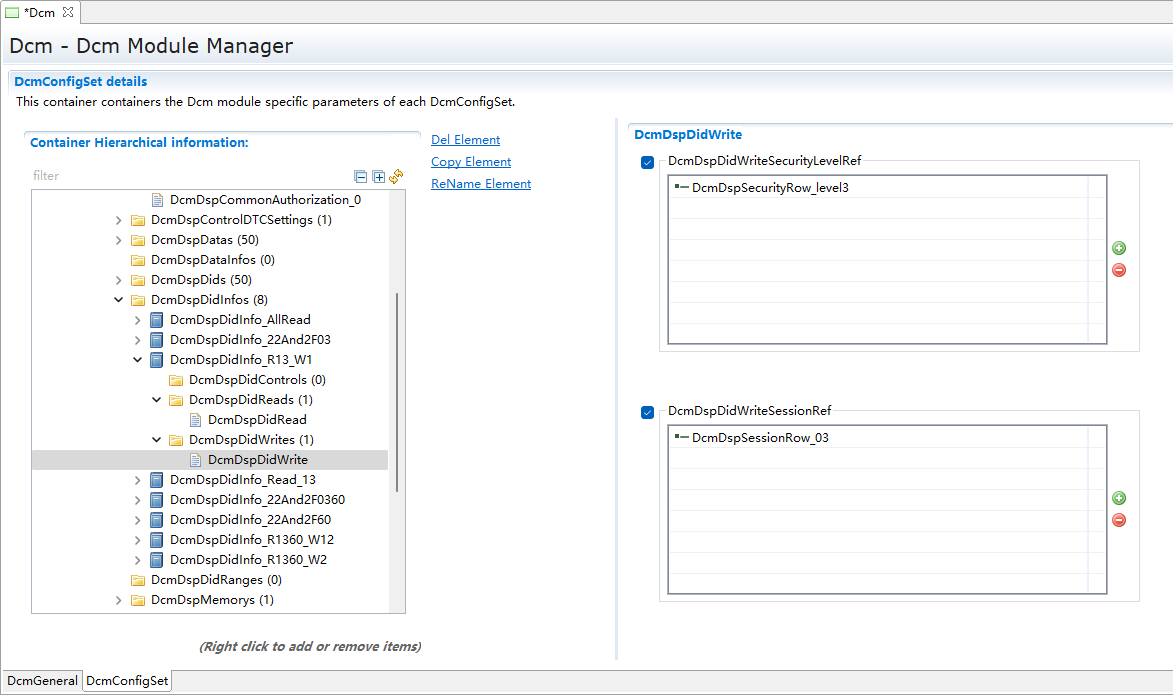 *Dcm
Dcm - Dcm Module Manager
DcmConfigSet details
This container containers the Dcm module specific parameters of each DcmConfigSet.
Container Hierarchical information:
filter
DcmDspCommonAuthorization_0
DcmDspControlDTCSettings (1)
DcmDspDatas (50)
DcmDspDataInfos (0)
DcmDspDids (50)
DcmDspDidInfos (8)
DcmDspDidInfo_AllRead
DcmDspDidInfo_22And2F03
DcmDspDidInfo_R13_W1
DcmDspDidControls (0)
DcmDspDidReads (1)
DcmDspDidRead
DcmDspDidWrites (1)
DcmDspDidWrite
DcmDspDidInfo_Read_13
DcmDspDidInfo_22And2F0360
DcmDspDidInfo_22And2F60
DcmDspDidInfo_R1360_W12
DcmDspDidInfo_R1360_W2
DcmDspDidRanges (0)
DcmDspMemorys (1)
(Right click to add or remove items)
Del Element
Copy Element
ReName Element
DcmDspDidWrite
DcmDspDidWriteSecurityLevelRef
DcmDspSecurityRow_level3
DcmDspDidWriteSessionRef
DcmDspSessionRow_03
DcmGeneral
DcmConfigSet